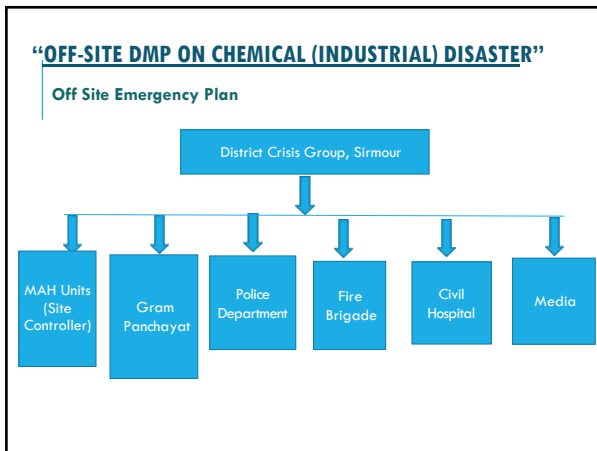 “OFF-SITE DMP ON CHEMICAL (INDUSTRIAL) DISASTER”
Off Site Emergency Plan
District Crisis Group, Sirmour
MAH Units
(Site
Controller)
Gram
Panchayat
Police
Department
Fire
Brigade
Civil
Hospital
Media